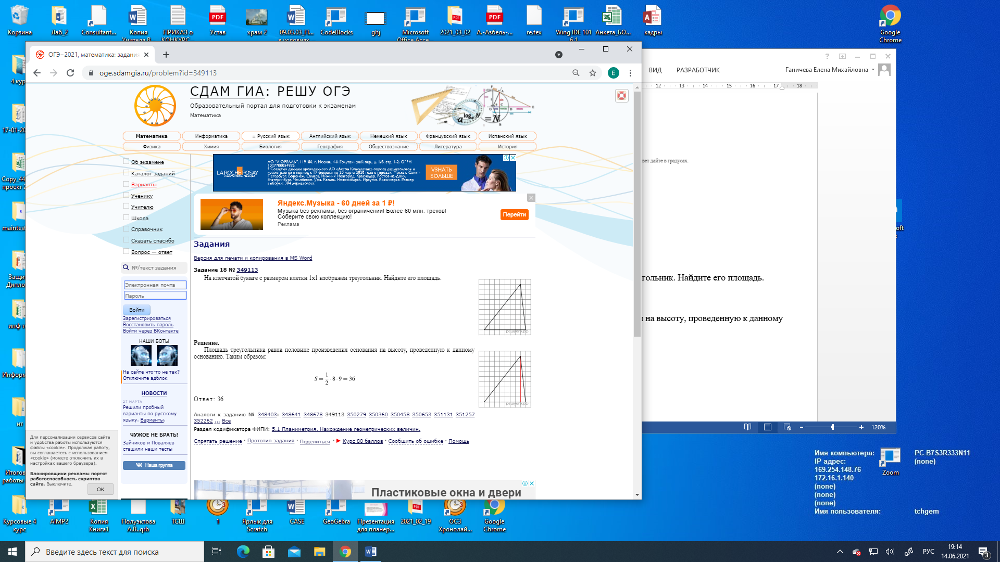 Корзина
Лаб_2
Consultant...
Копия
Учителя В...
ПРИКАЗ о
КОНКУРС...
Устав
храм 2
09.03.03_П...
в условиях ...
CodeBlocks
ghj
Microsoft
Office Acce...
2021_03_02
А.-Азбель-...
re.tex
Wing IDE 101
6.1
Анкета_БО...
кадры
Google
Chrome
ОГЭ–2021, математика: задания
oge.sdamgia.ru/problem?id=349113
E
ВИД
РАЗРАБОТЧИК
Ганичева Елена Михайловна
12 13 14 15 16 17 18
4 кур
17-01-20
Copy_44
проект 2
maintest
Защи
Дипло
инф т
Информ
ит
Итогов
работы
СДАМ ГИА: РЕШУ ОГЭ
Образовательный портал для подготовки к экзаменам
Математика
Математика
Информатика
≡ Русский язык
Английский язык
Немецкий язык
Французский язык
Испанский язык
Физика
Химия
Биология
География
Обществознание
Литература
История
Об экзамене
Каталог заданий
Варианты
Ученику
Учителю
Школа
Справочник
Сказать спасибо
Вопрос — ответ
№/текст задания
Электронная почта
Пароль
Войти
Зарегистрироваться
Восстановить пароль
Войти через ВКонтакте
НАШИ БОТЫ
На сайте что-то не так?
Отключите адблок
НОВОСТИ
27 МАРТА
Решили пробный
варианты по русскому
языку. Варианты.
ЧУЖОЕ НЕ БРАТЬ!
Зайчиков и Поваляев
стащили наши тесты
Наша группа
LA ROCHE POSAY
АО "Л'ОРЕАЛЬ", 119180, г. Москва, 4-й Голутвинский пер., д. 1/8, стр. 1-2, ОГРН
1027700054986.
УЗНАТЬ
БОЛЬШЕ
Яндекс.Музыка - 60 дней за 1 ₽!
Музыка без рекламы, без ограничений! Более 60 млн. треков!
Соберите свою коллекцию!
Реклама
Перейти
Задания
Версия для печати и копирования в MS Word
Задание 18 № 349113
На клетчатой бумаге с размером клетки 1x1 изображён треугольник. Найдите его площадь.
решуогэ.рф
Решение.
Площадь треугольника равна половине произведения основания на высоту, проведенную к данному
основанию. Таким образом:
S = 1/2 · 8 · 9 = 36
решуогэ.рф
Ответ: 36
Аналоги к заданию № 348403: 348641 348678 349113 350279 350360 350458 350653 351131 351257
352262 ... Все
Раздел кодификатора ФИПИ: 5.1 Планиметрия. Нахождение геометрических величин.
Спрятать решение · Прототип задания · Поделиться · Курс 80 баллов · Сообщить об ошибке · Помощь
Пластиковые окна и двери
Для персонализации сервисов сайта
и удобства работы используются
файлы «cookie». Продолжая работу,
вы соглашаетесь с использованием
«cookie» (можете отключить их в
настройках вашего браузера).
Блокировщики рекламы портят
работоспособность скриптов
сайта. Выключите.
OK
вет дайте в градусах.
гольник. Найдите его площадь.
на высоту, проведенную к данному
120%
Имя компьютера: PC-B7S3R333N11
IP адрес: (none)
169.254.148.76
172.16.1.140
(none)
(none)
(none)
Имя пользователя: tchgem
Zoom
Курсовые 4
курс
AIMP2
Копия
Книга1
Полуэктова
А.В..qrb
ТСШ
1
Ярлык для
Scratch
CASE
GeoGebra
Презентация
для планер...
2021_02_19
ОС3
Хронолай...
Google
Chrome
Введите здесь текст для поиска
РУС
19:14
14.06.2021
3